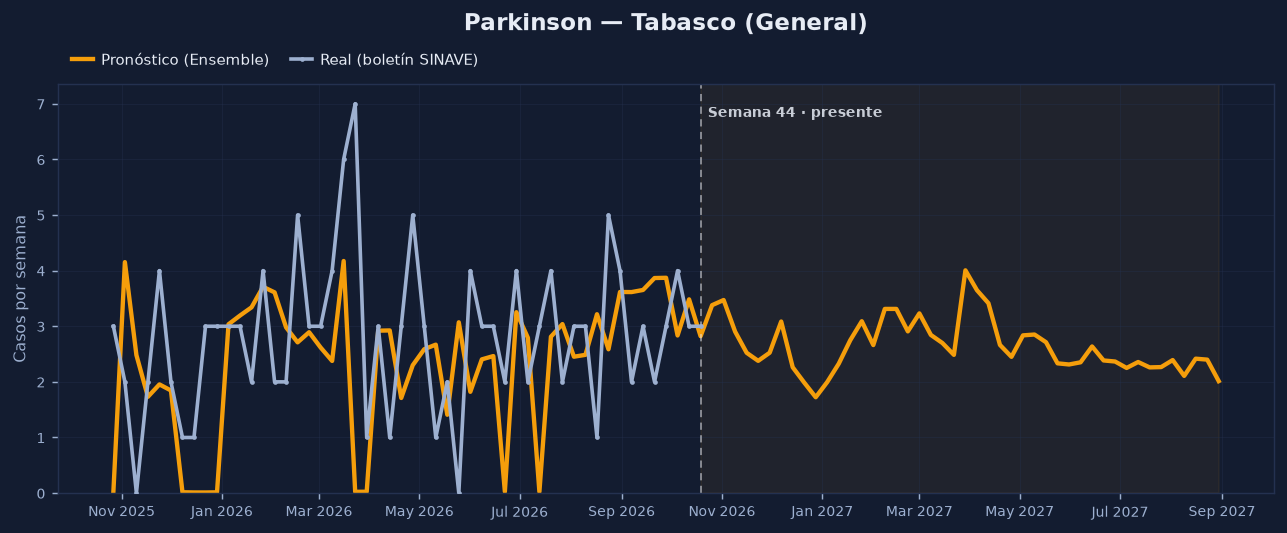 Parkinson — Tabasco (General)
Pronóstico (Ensemble) Real (boletín SINAVE)
Semana 44 · presente
Casos por semana
7
6
5
4
3
2
1
0
Nov 2025 Jan 2026 Mar 2026 May 2026 Jul 2026 Sep 2026 Nov 2026 Jan 2027 Mar 2027 May 2027 Jul 2027 Sep 2027